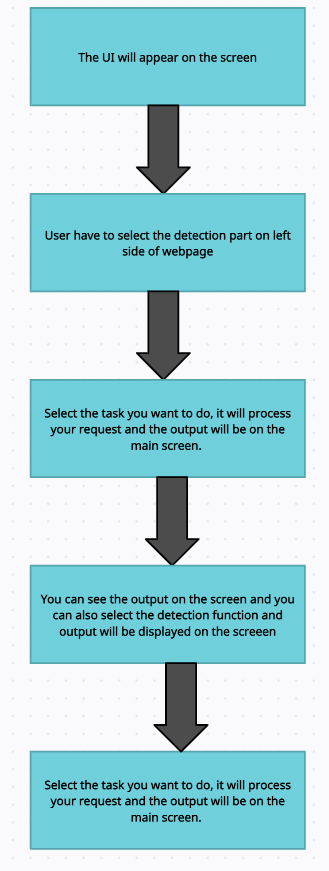 The UI will appear on the screen
User have to select the detection part on left
side of webpage
Select the task you want to do, it will process
your request and the output will be on the
main screen.
You can see the output on the screen and you
can also select the detection function and
output will be displayed on the screeen
Select the task you want to do, it will process
your request and the output will be on the
main screen.